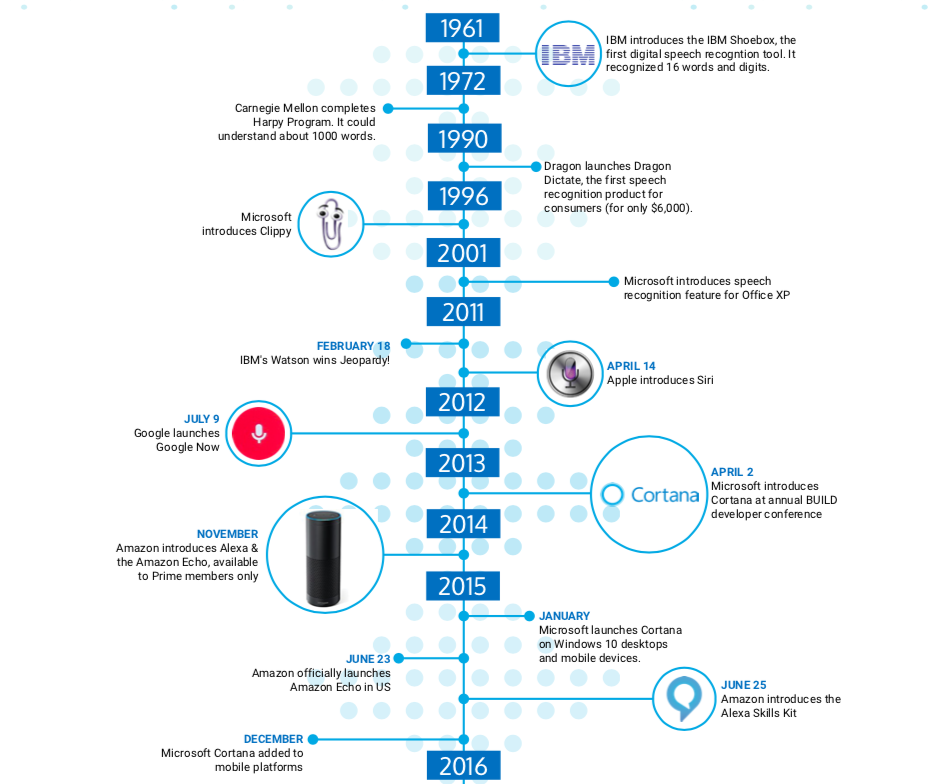 1961
IBM
IBM introduces the IBM Shoebox, the
first digital speech recogntion tool. It
recognized 16 words and digits.
1972
Carnegie Mellon completes
Harpy Program. It could
understand about 1000 words.
1990
Dragon launches Dragon
Dictate, the first speech
recognition product for
consumers (for only $6,000).
1996
Microsoft
introduces Clippy
2001
Microsoft introduces speech
recognition feature for Office XP
2011
FEBRUARY 18
IBM's Watson wins Jeopardy!
APRIL 14
Apple introduces Siri
2012
JULY 9
Google launches
Google Now
2013
Cortana
APRIL 2
Microsoft introduces
Cortana at annual BUILD
developer conference
2014
NOVEMBER
Amazon introduces Alexa &
the Amazon Echo, available
to Prime members only
2015
JANUARY
Microsoft launches Cortana
on Windows 10 desktops
and mobile devices.
JUNE 23
Amazon officially launches
Amazon Echo in US
JUNE 25
Amazon introduces the
Alexa Skills Kit
DECEMBER
Microsoft Cortana added to
mobile platforms
2016